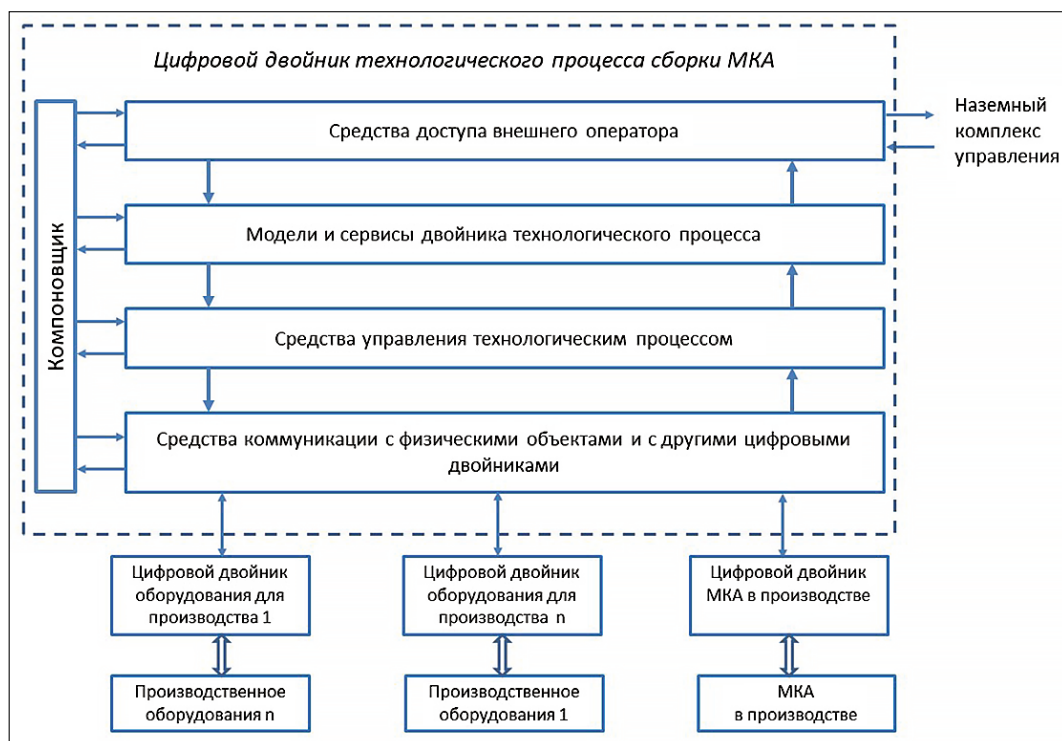 Цифровой двойник технологического процесса сборки МКА
Компоновщик
Средства доступа внешнего оператора
Наземный
комплекс
управления
Модели и сервисы двойника технологического процесса
Средства управления технологическим процессом
Средства коммуникации с физическими объектами и с другими цифровыми
двойниками
Цифровой двойник
оборудования для
производства 1
Цифровой двойник
оборудования для
производства n
Цифровой двойник
МКА в производстве
Производственное
оборудования n
Производственное
оборудования 1
МКА
в производстве